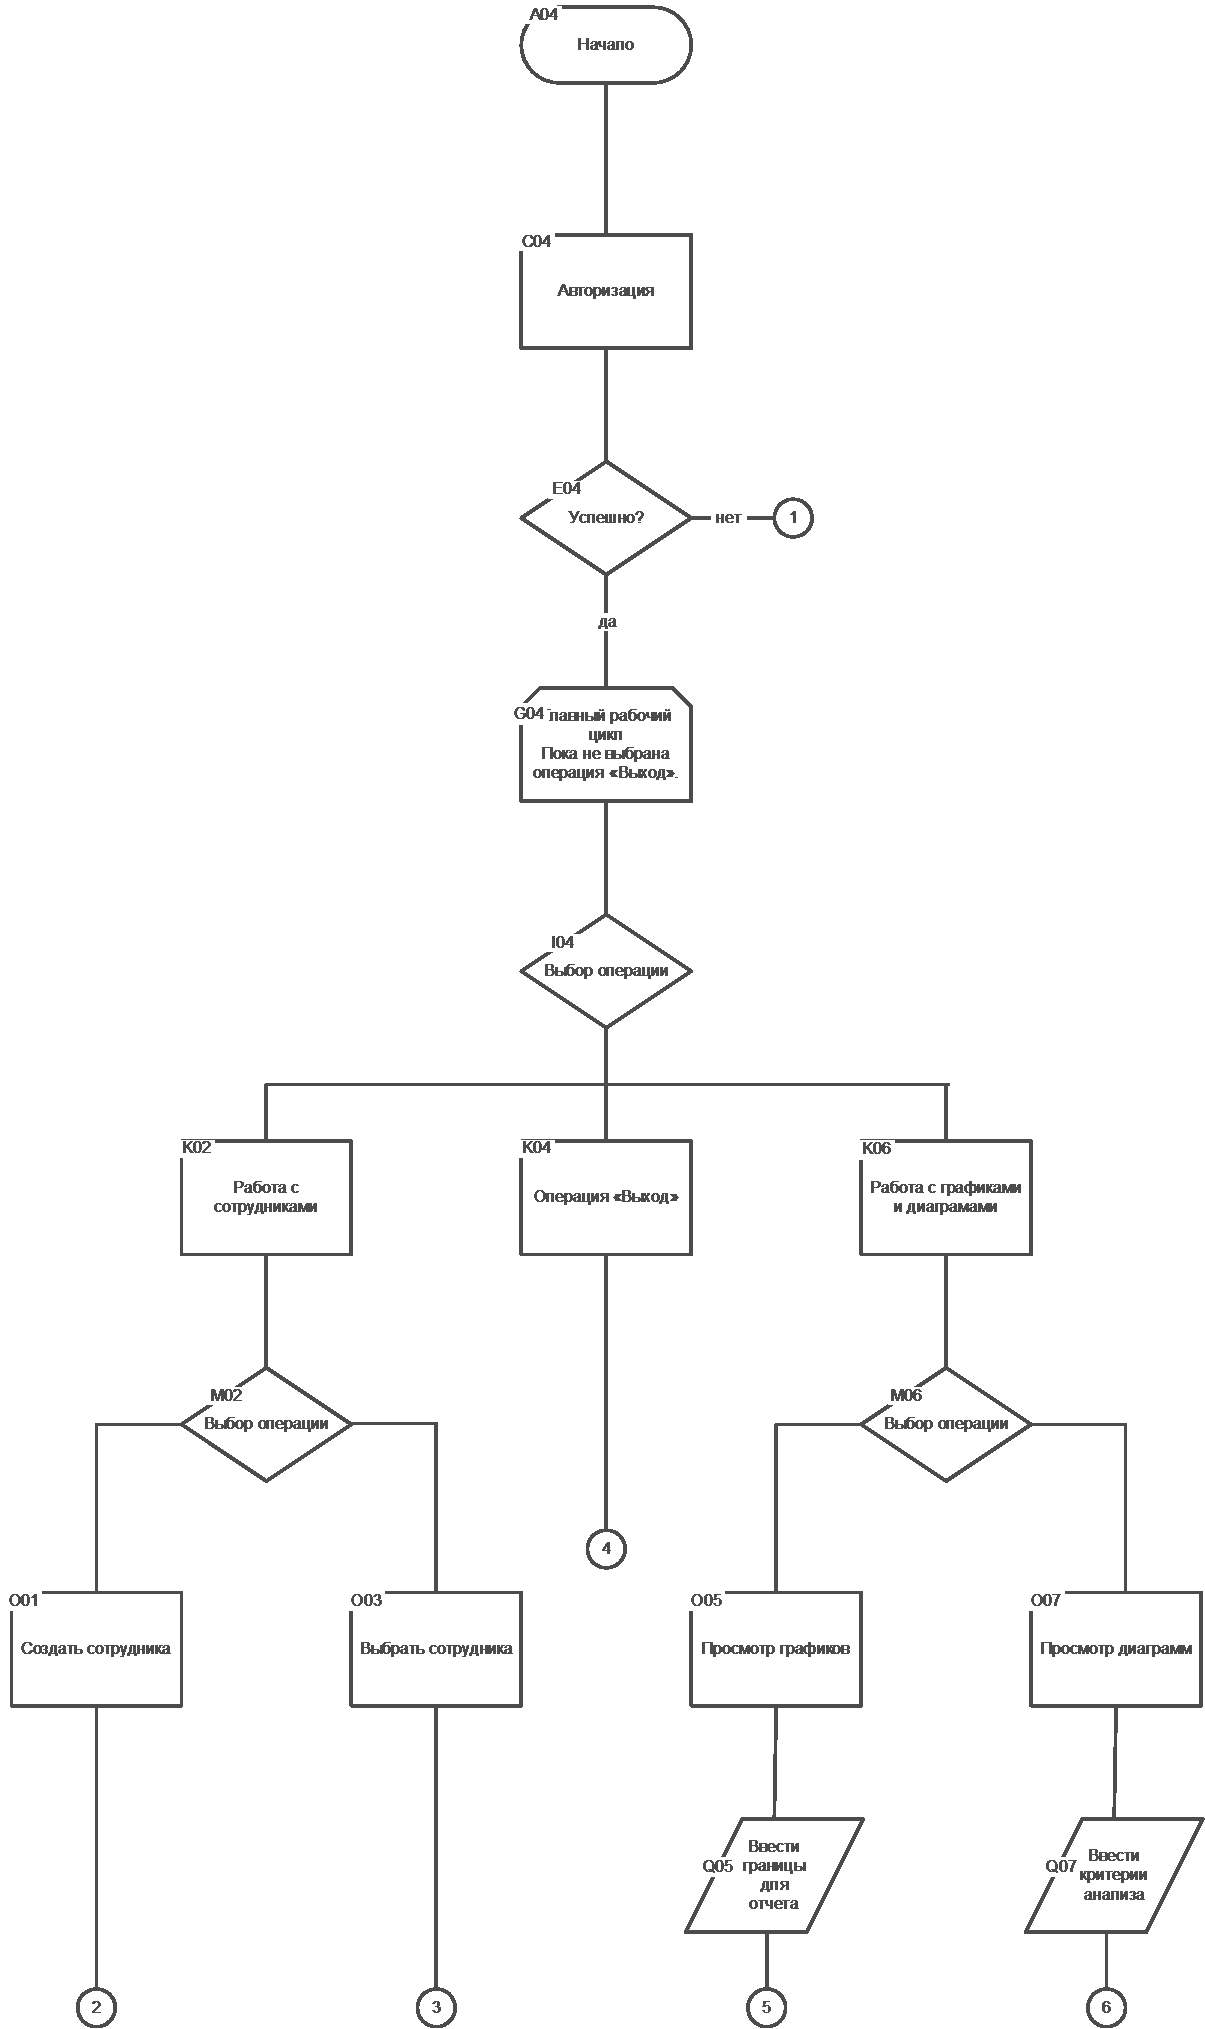 A04
Начало
C04
Авторизация
E04
Успешно?
нет
1
да
G04
лавный рабочий
цикл
Пока не выбрана
операция «Выход».
I04
Выбор операции
K02
Работа с
сотрудниками
K04
Операция «Выход»
K06
Работа с графиками
и диаграмами
M02
Выбор операции
M06
Выбор операции
4
O01
Создать сотрудника
O03
Выбрать сотрудника
O05
Просмотр графиков
O07
Просмотр диаграмм
Q05
Ввести
границы
для
отчета
Q07
Ввести
критерии
анализа
2
3
5
6